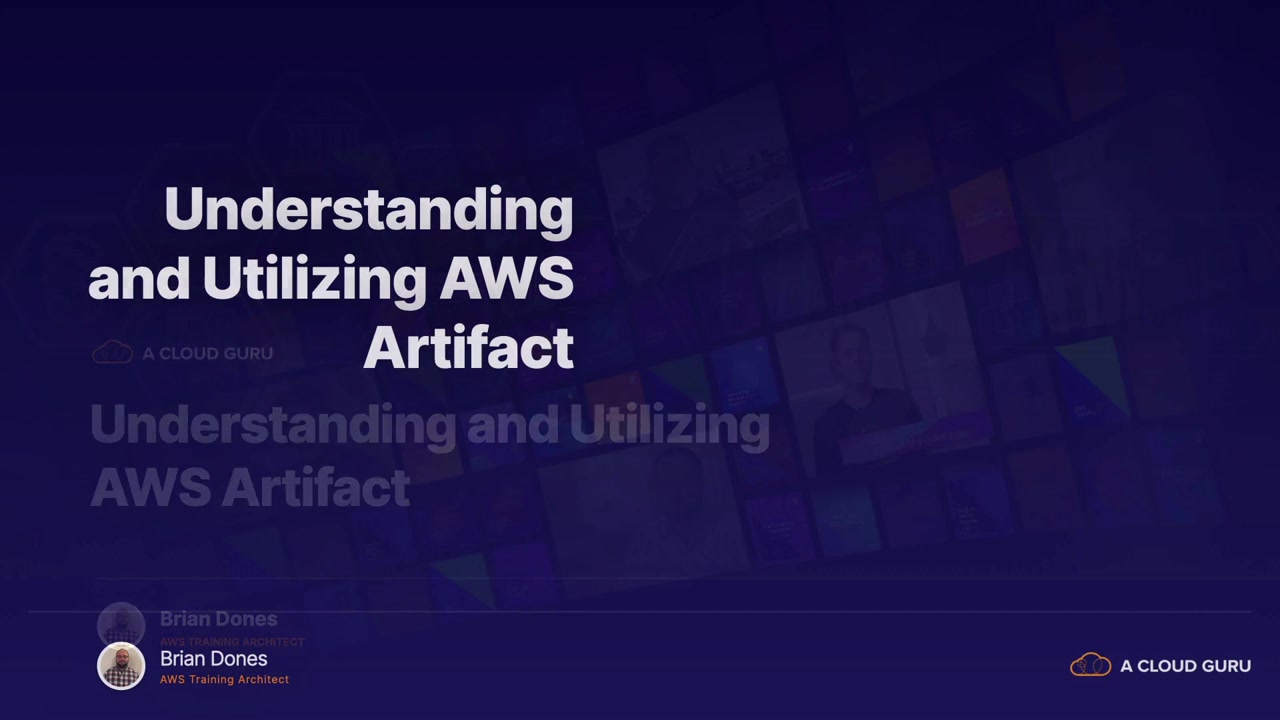 Understanding
and Utilizing AWS
Artifact
A CLOUD GURU
Understanding and Utilizing
AWS Artifact
Brian Dones
AWS TRAINING ARCHITECT
Brian Dones
AWS Training Architect
A CLOUD GURU